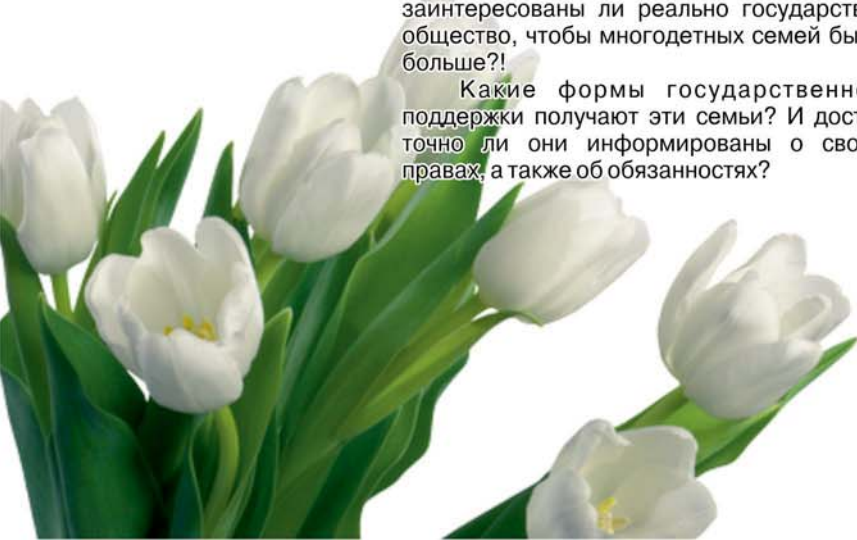 заинтересованы ли реально государств
общество, чтобы многодетных семей бы
больше?!
Какие формы государственн
поддержки получают эти семьи? И дост
точно ли они информированы о сво
правах, а также об обязанностях?